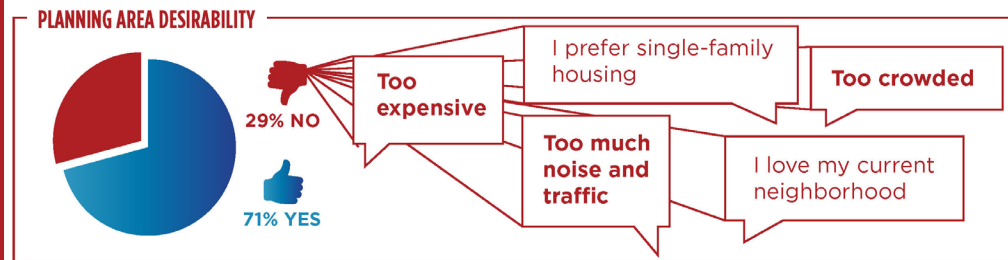 PLANNING AREA DESIRABILITY
29% NO
71% YES
Too
expensive
I prefer single-family
housing
Too crowded
Too much
noise and
traffic
I love my current
neighborhood